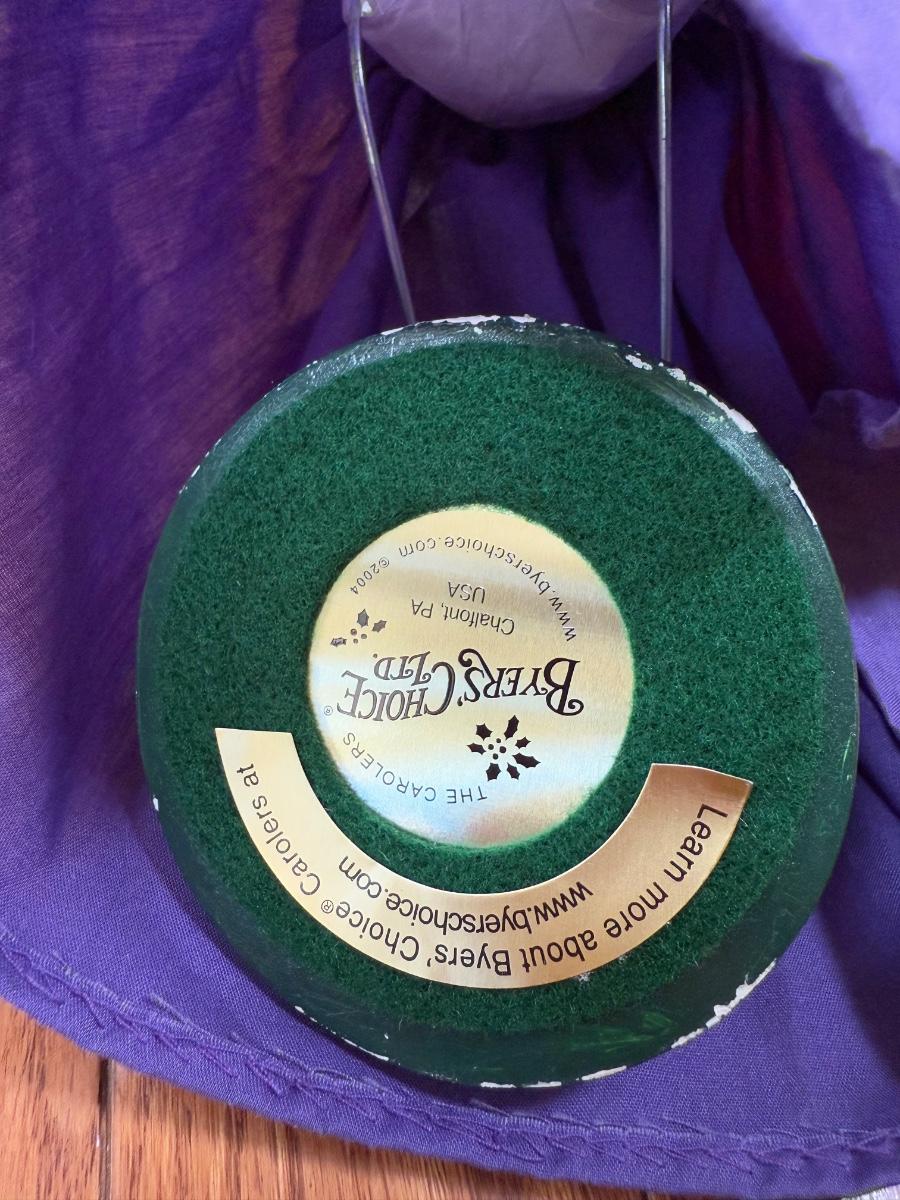 THE CAROLERS
BYERS' CHOICE®
LTD.
Chalfont, PA
USA
www.byerschoice.com ©2004
Learn more about Byers' Choice® Carolers at
www.byerschoice.com